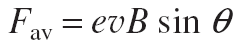 F_av = evB sin θ